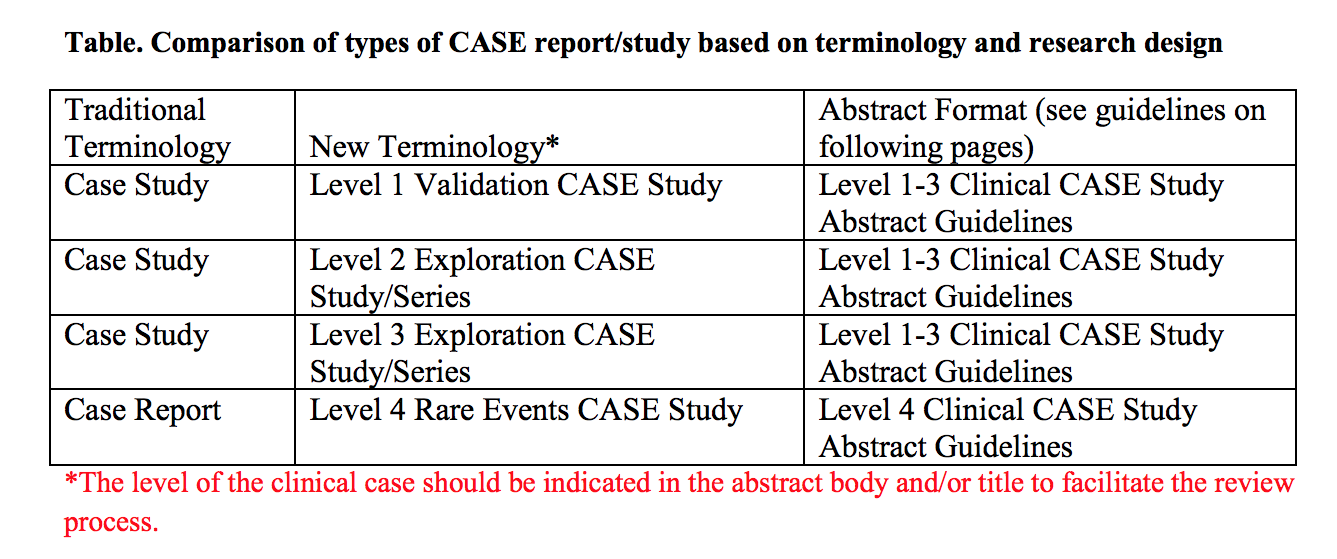 Table. Comparison of types of CASE report/study based on terminology and research design
Traditional
Terminology
New Terminology*
Abstract Format (see guidelines on
following pages)
Case Study
Level 1 Validation CASE Study
Level 1-3 Clinical CASE Study
Abstract Guidelines
Case Study
Level 2 Exploration CASE
Study/Series
Level 1-3 Clinical CASE Study
Abstract Guidelines
Case Study
Level 3 Exploration CASE
Study/Series
Level 1-3 Clinical CASE Study
Abstract Guidelines
Case Report
Level 4 Rare Events CASE Study
Level 4 Clinical CASE Study
Abstract Guidelines
*The level of the clinical case should be indicated in the abstract body and/or title to facilitate the review
process.